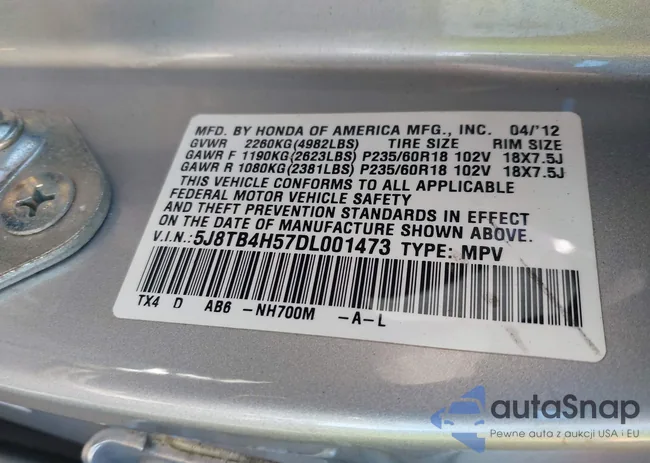 MFD. BY HONDA OF AMERICA MFG., INC. 04/'12
GVWR 2260KG(4982LBS) TIRE SIZE RIM SIZE
GAWR F 1190KG(2623LBS) P235/60R18 102V 18X7.5J
GAWR R 1080KG(2381LBS) P235/60R18 102V 18X7.5J
THIS VEHICLE CONFORMS TO ALL APPLICABLE
FEDERAL MOTOR VEHICLE SAFETY
AND THEFT PREVENTION STANDARDS IN EFFECT
ON THE DATE OF MANUFACTURE SHOWN ABOVE.
V.I.N.: 5J8TB4H57DL001473 TYPE: MPV
TX4 D AB6 -NH700M -A-L
autaSnap
Pewne auta z aukcji USA i EU